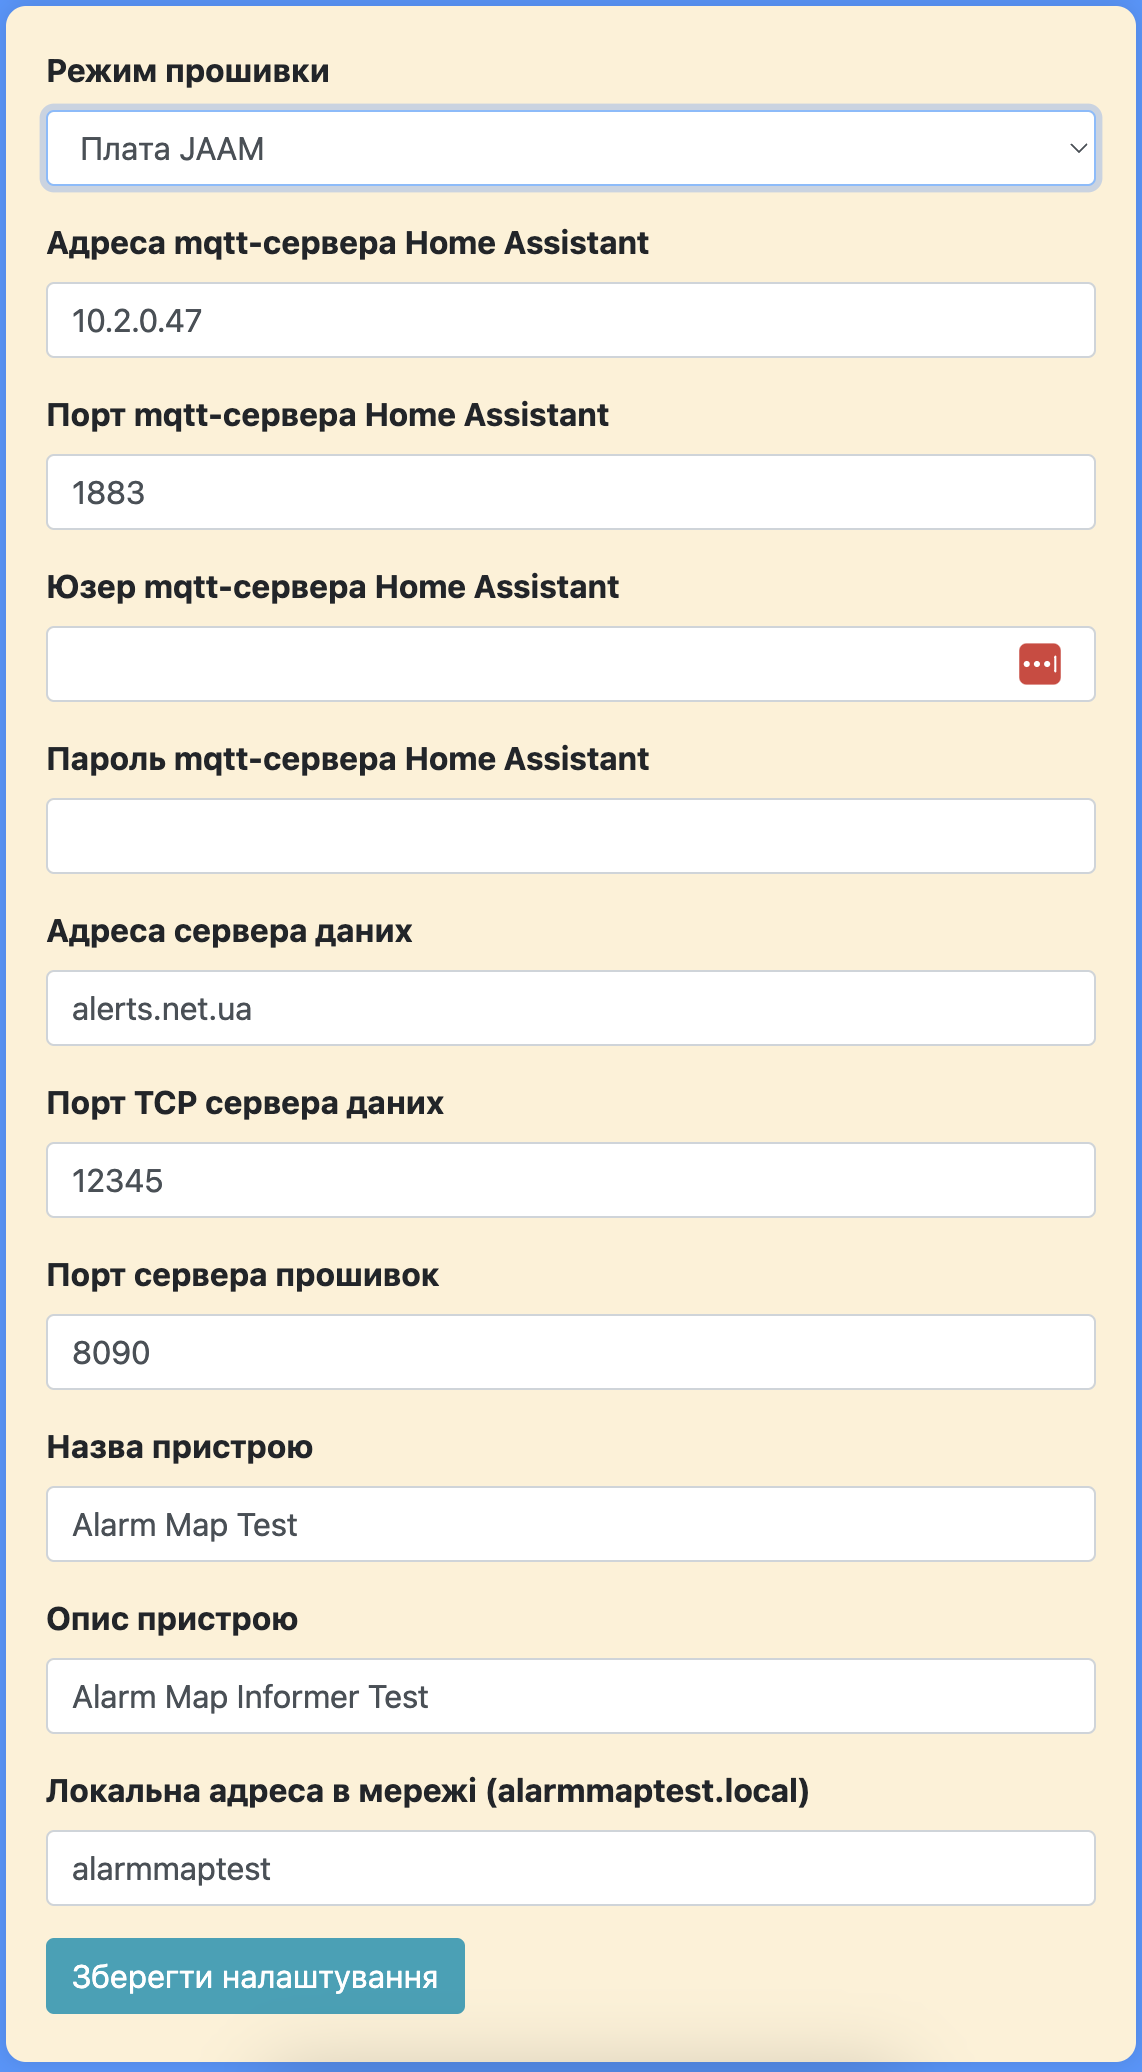 Режим прошивки
Плата JAAM
Адреса mqtt-сервера Home Assistant
10.2.0.47
Порт mqtt-сервера Home Assistant
1883
Юзер mqtt-сервера Home Assistant
Пароль mqtt-сервера Home Assistant
Адреса сервера даних
alerts.net.ua
Порт TCP сервера даних
12345
Порт сервера прошивок
8090
Назва пристрою
Alarm Map Test
Опис пристрою
Alarm Map Informer Test
Локальна адреса в мережі (alarmmaptest.local)
alarmmaptest
Зберегти налаштування